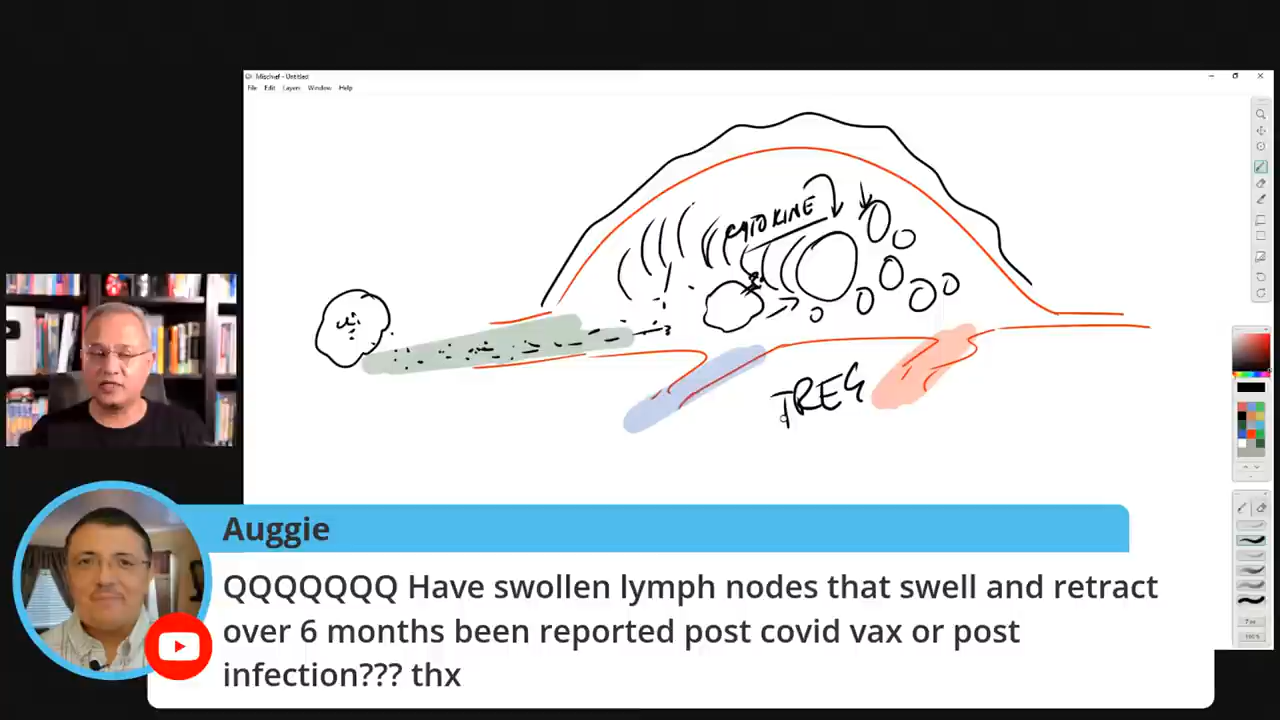 Mischief - Untitled
File Edit Layers Window Help
CYTOKINE
TREG
Auggie
QQQQQQQ Have swollen lymph nodes that swell and retract
over 6 months been reported post covid vax or post
infection??? thx